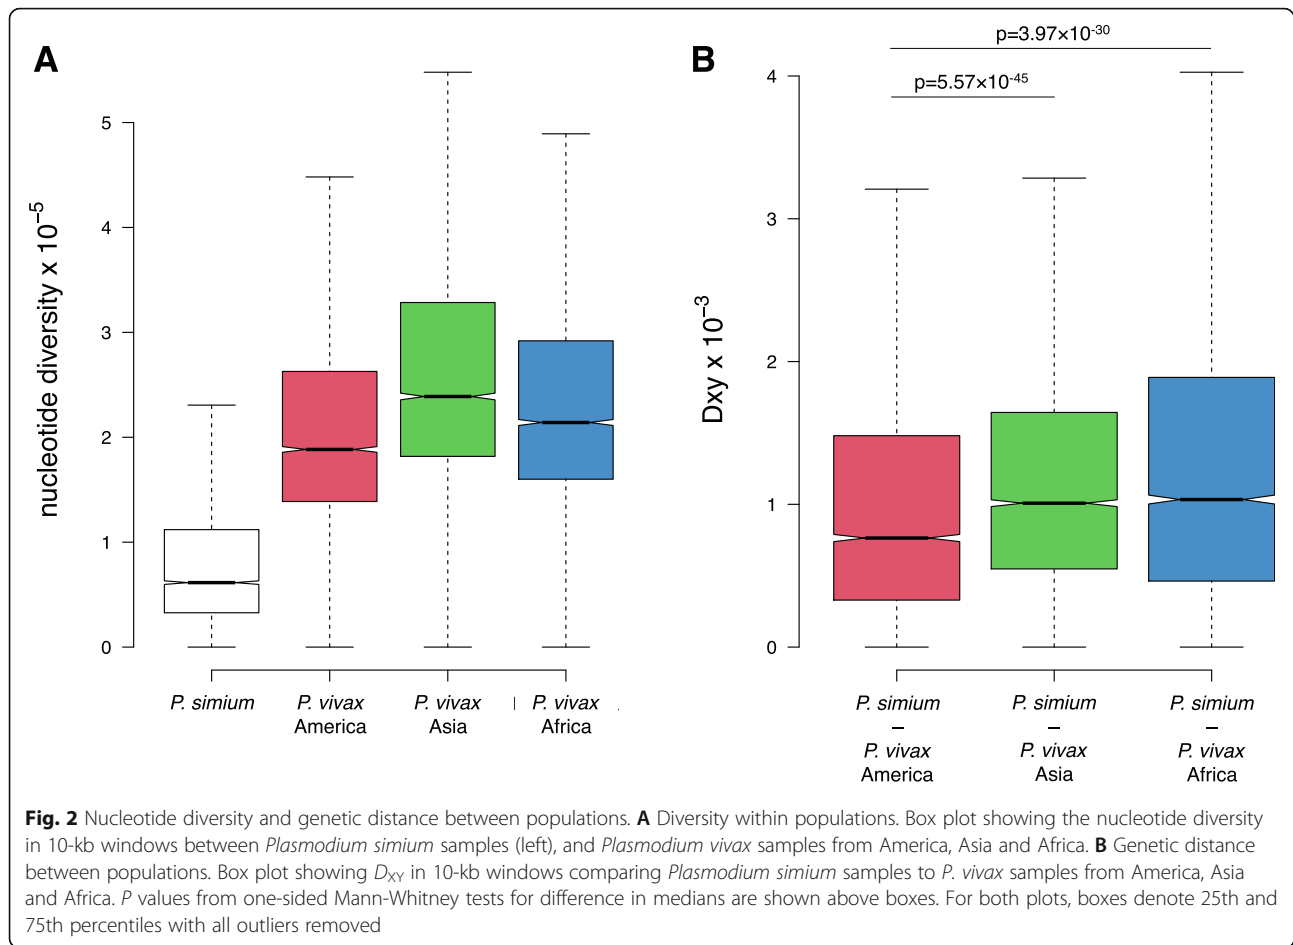 A
B
p=3.97×10-30
p=5.57×10-45
nucleotide diversity x 10−5
5
4
3
2
1
0
P. simium
P. vivax
America
P. vivax
Asia
P. vivax
Africa
Dxy x 10−3
4
3
2
1
0
P. simium
–
P. vivax
America
P. simium
–
P. vivax
Asia
P. simium
–
P. vivax
Africa
Fig. 2 Nucleotide diversity and genetic distance between populations. A Diversity within populations. Box plot showing the nucleotide diversity
in 10-kb windows between Plasmodium simium samples (left), and Plasmodium vivax samples from America, Asia and Africa. B Genetic distance
between populations. Box plot showing DXY in 10-kb windows comparing Plasmodium simium samples to P. vivax samples from America, Asia
and Africa. P values from one-sided Mann-Whitney tests for difference in medians are shown above boxes. For both plots, boxes denote 25th and
75th percentiles with all outliers removed